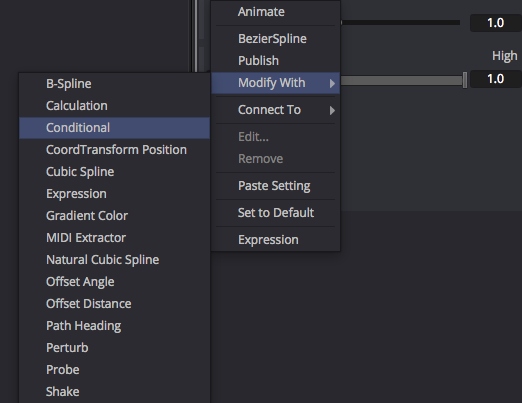 Animate
1.0
BezierSpline
High
Publish
Modify With
1.0
B-Spline
Calculation
Connect To
Conditional
Edit...
CoordTransform Position
Remove
Cubic Spline
Paste Setting
Expression
Set to Default
Gradient Color
MIDI Extractor
Expression
Natural Cubic Spline
Offset Angle
Offset Distance
Path Heading
Perturb
Probe
Shake